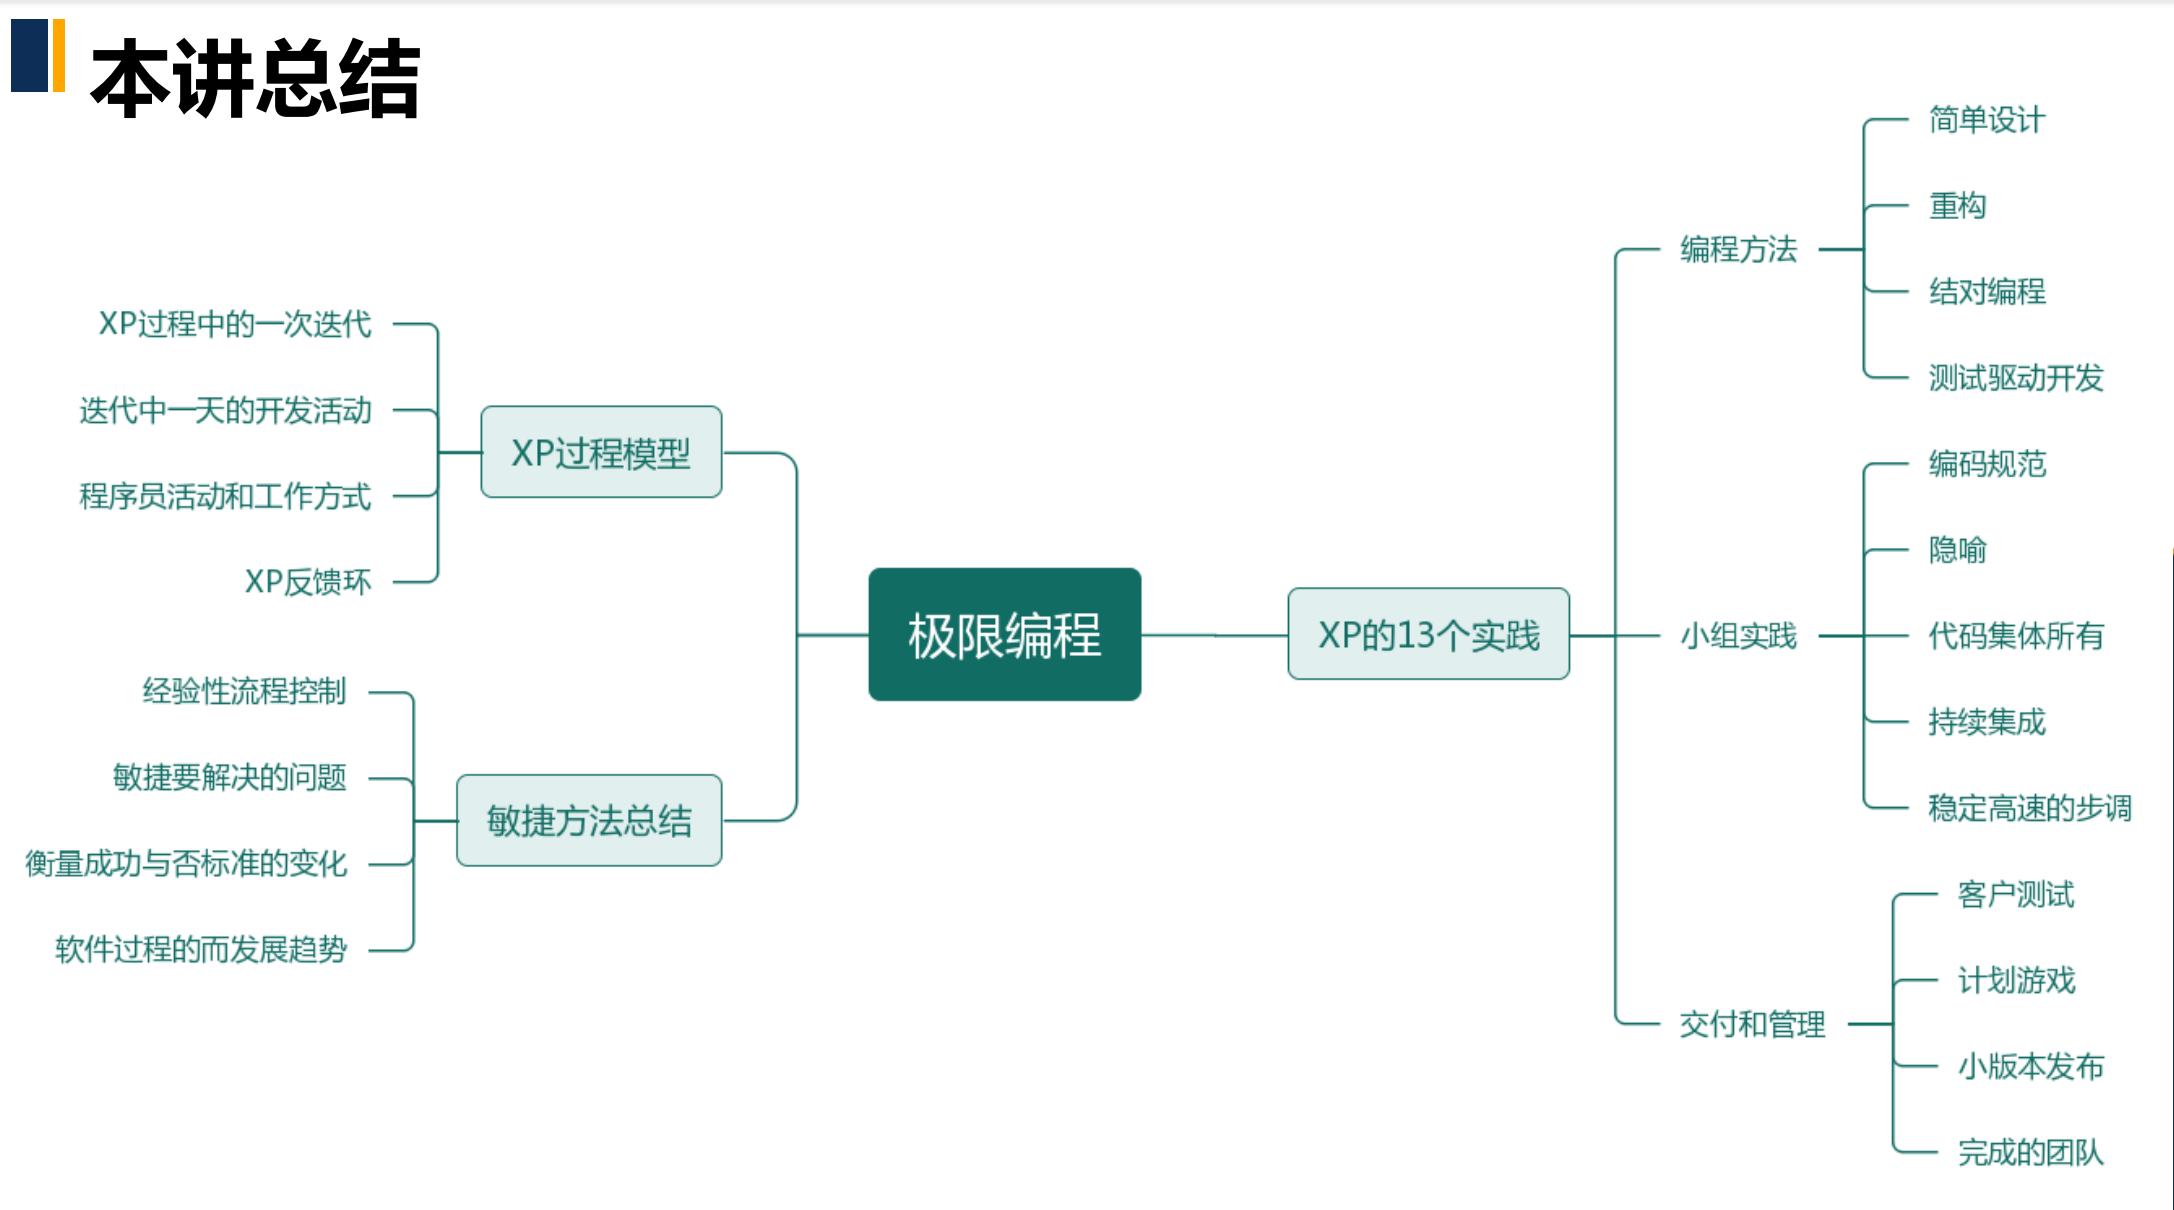 本讲总结
极限编程
XP过程模型
XP过程中的一次迭代
迭代中一天的开发活动
程序员活动和工作方式
XP反馈环
敏捷方法总结
经验性流程控制
敏捷要解决的问题
衡量成功与否标准的变化
软件过程的而发展趋势
XP的13个实践
编程方法
简单设计
重构
结对编程
测试驱动开发
小组实践
编码规范
隐喻
代码集体所有
持续集成
稳定高速的步调
交付和管理
客户测试
计划游戏
小版本发布
完成的团队